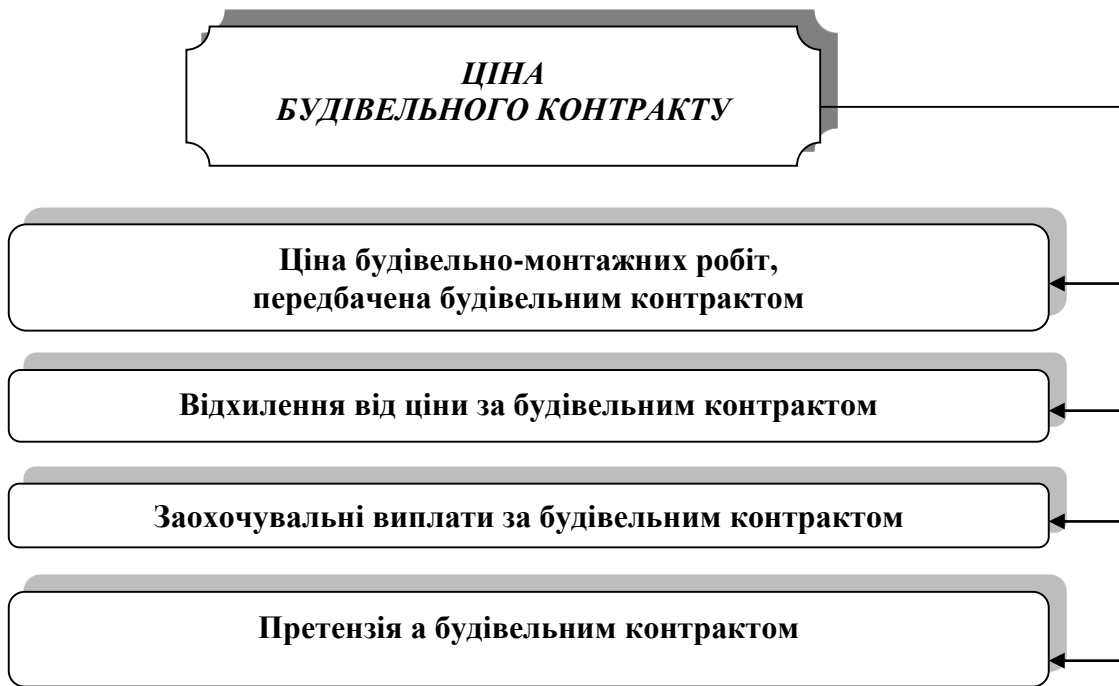 ЦІНА
БУДІВЕЛЬНОГО КОНТРАКТУ
Ціна будівельно-монтажних робіт,
передбачена будівельним контрактом
Відхилення від ціни за будівельним контрактом
Заохочувальні виплати за будівельним контрактом
Претензія а будівельним контрактом